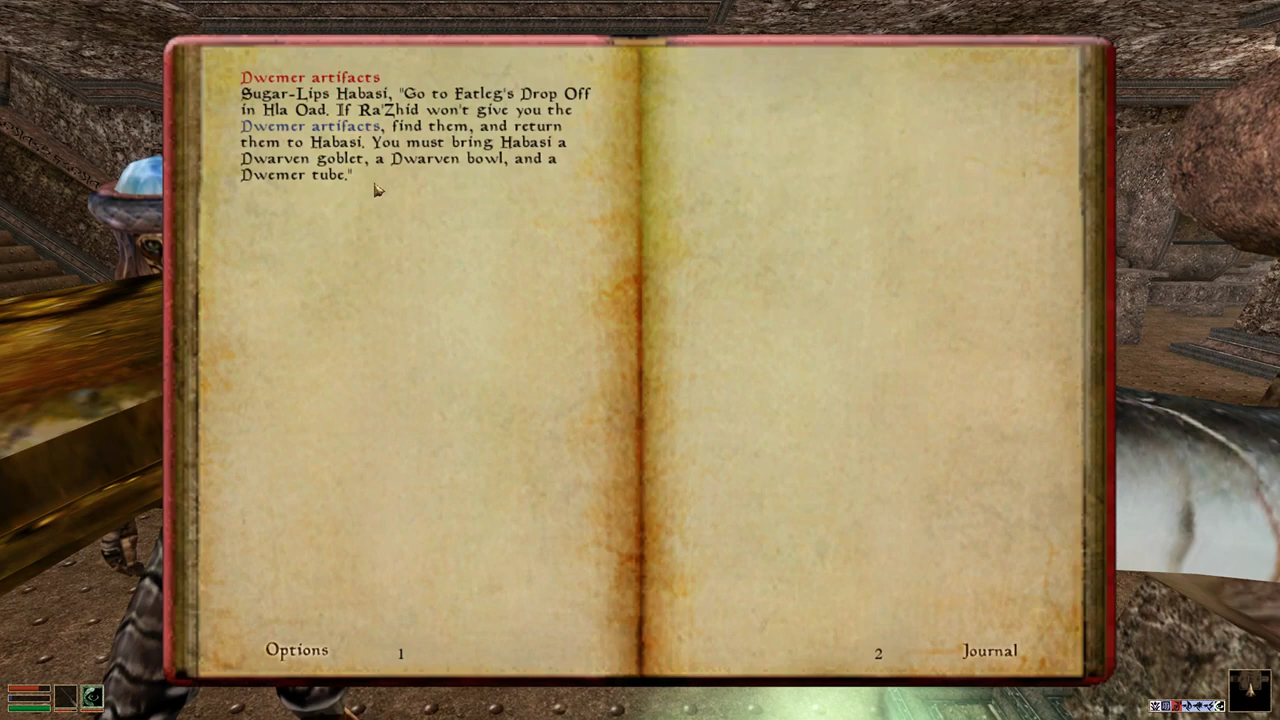 Dwemer artifacts
Sugar-Lips Habasi, "Go to Fatleg's Drop Off
in Hla Oad. If Ra'Zhid won't give you the
Dwemer artifacts, find them, and return
them to Habasi. You must bring Habasi a
Dwarven goblet, a Dwarven bowl, and a
Dwemer tube."
Options
1
2
Journal